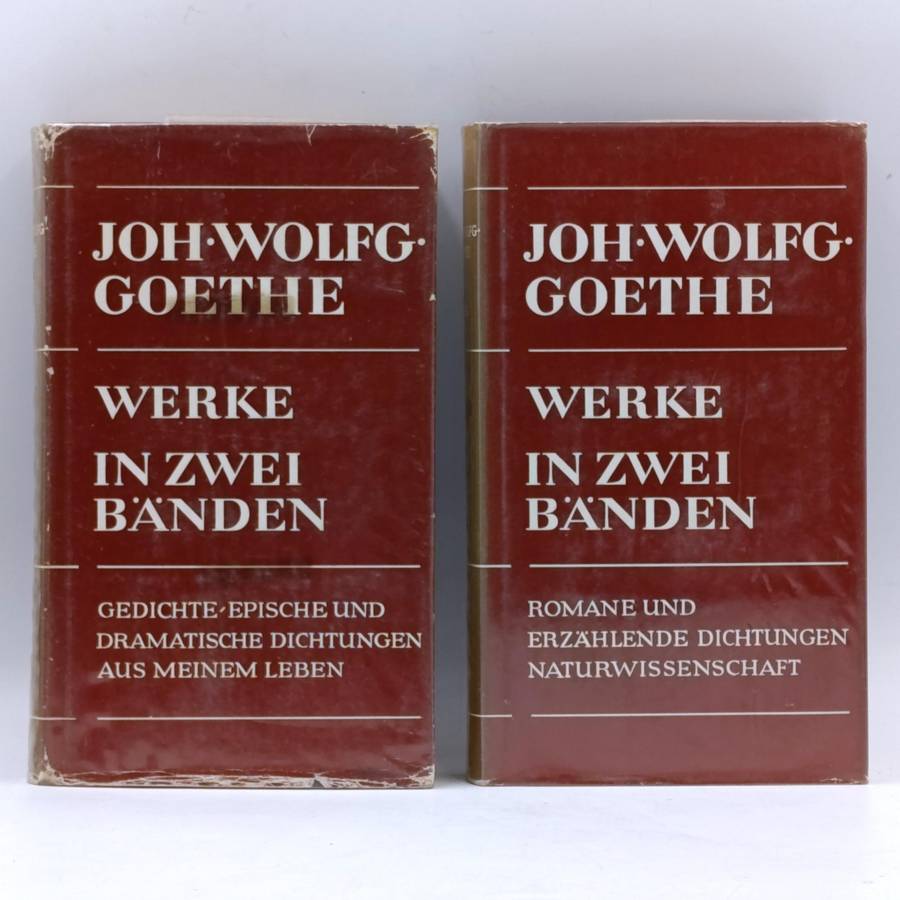 JOH·WOLFG·
GOETHE
WERKE
IN ZWEI
BÄNDEN
GEDICHTE·EPISCHE UND
DRAMATISCHE DICHTUNGEN
AUS MEINEM LEBEN
JOH·WOLFG·
GOETHE
WERKE
IN ZWEI
BÄNDEN
ROMANE UND
ERZÄHLENDE DICHTUNGEN
NATURWISSENSCHAFT